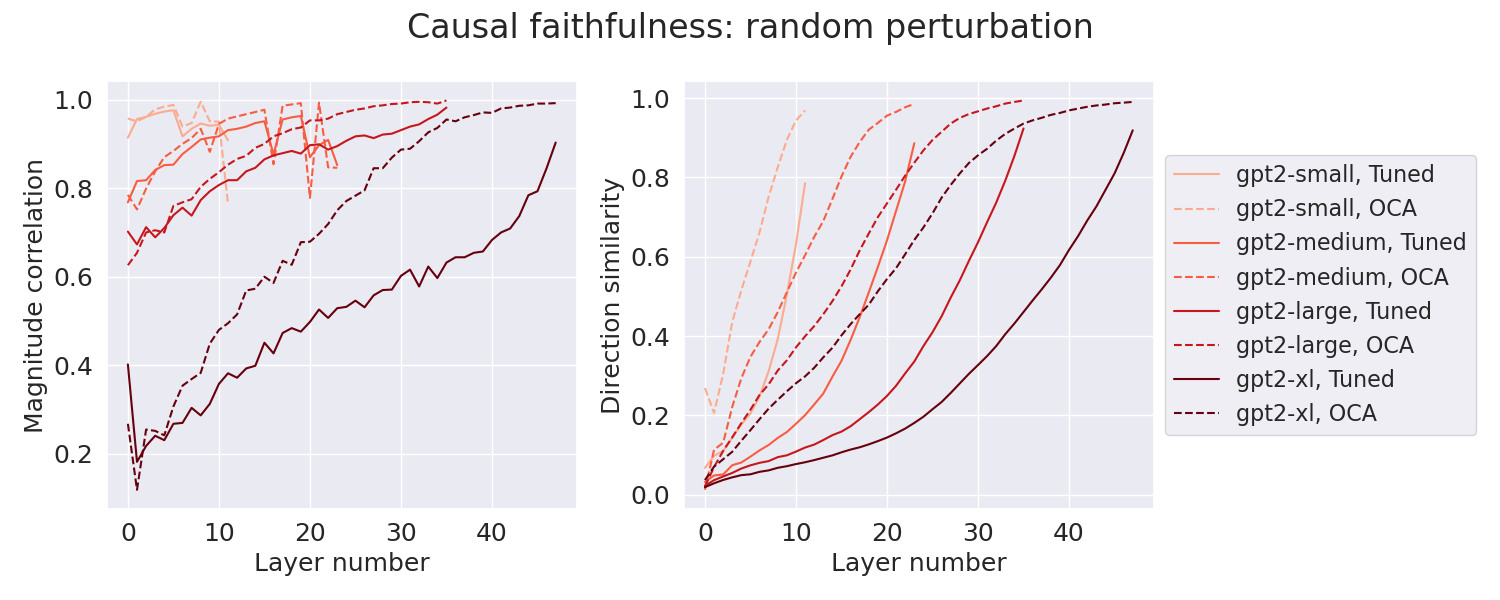 Causal faithfulness: random perturbation
Magnitude correlation
1.0
0.8
0.6
0.4
0.2
0
10
20
30
40
Layer number
Direction similarity
1.0
0.8
0.6
0.4
0.2
0.0
0
10
20
30
40
Layer number
gpt2-small, Tuned
gpt2-small, OCA
gpt2-medium, Tuned
gpt2-medium, OCA
gpt2-large, Tuned
gpt2-large, OCA
gpt2-xl, Tuned
gpt2-xl, OCA